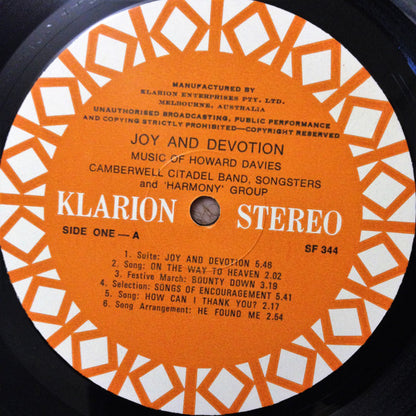 MANUFACTURED BY
KLARION ENTERPRISES PTY. LTD.
MELBOURNE, AUSTRALIA
UNAUTHORISED BROADCASTING, PUBLIC PERFORMANCE
AND COPYING STRICTLY PROHIBITED—COPYRIGHT RESERVED
JOY AND DEVOTION
MUSIC OF HOWARD DAVIES
CAMBERWELL CITADEL BAND, SONGSTERS
and 'HARMONY' GROUP
KLARION STEREO
SIDE ONE — A
SF 344
1. Suite: JOY AND DEVOTION 5.46
2. Song: ON THE WAY TO HEAVEN 2.02
3. Festive March: BOUNTY DOWN 3.19
4. Selection: SONGS OF ENCOURAGEMENT 5.41
5. Song: HOW CAN I THANK YOU? 2.17
6. Song Arrangement: HE FOUND ME 2.54